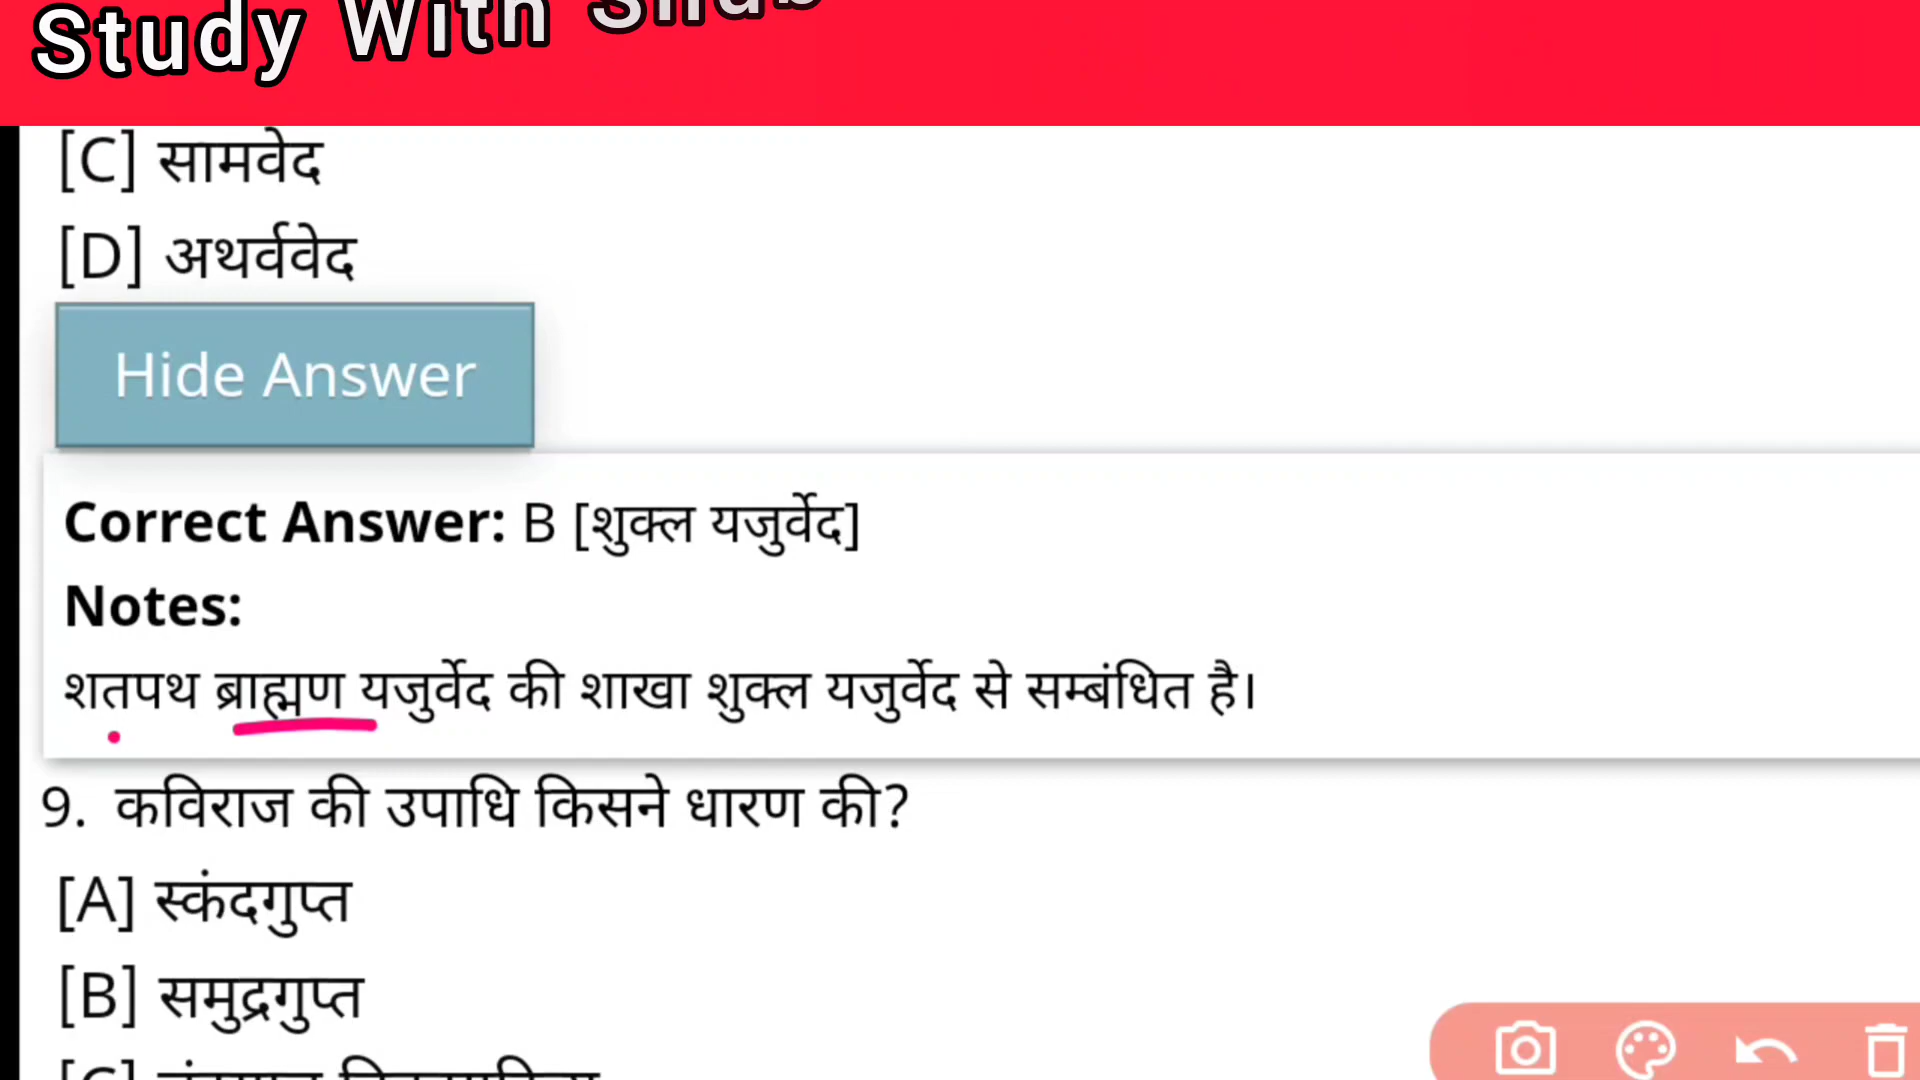 Study With
[C] सामवेद
[D] अथर्ववेद
Hide Answer
Correct Answer: B [शुक्ल यजुर्वेद]
Notes:
शतपथ ब्राह्मण यजुर्वेद की शाखा शुक्ल यजुर्वेद से सम्बंधित है।
9. कविराज की उपाधि किसने धारण की?
[A] स्कंदगुप्त
[B] समुद्रगुप्त